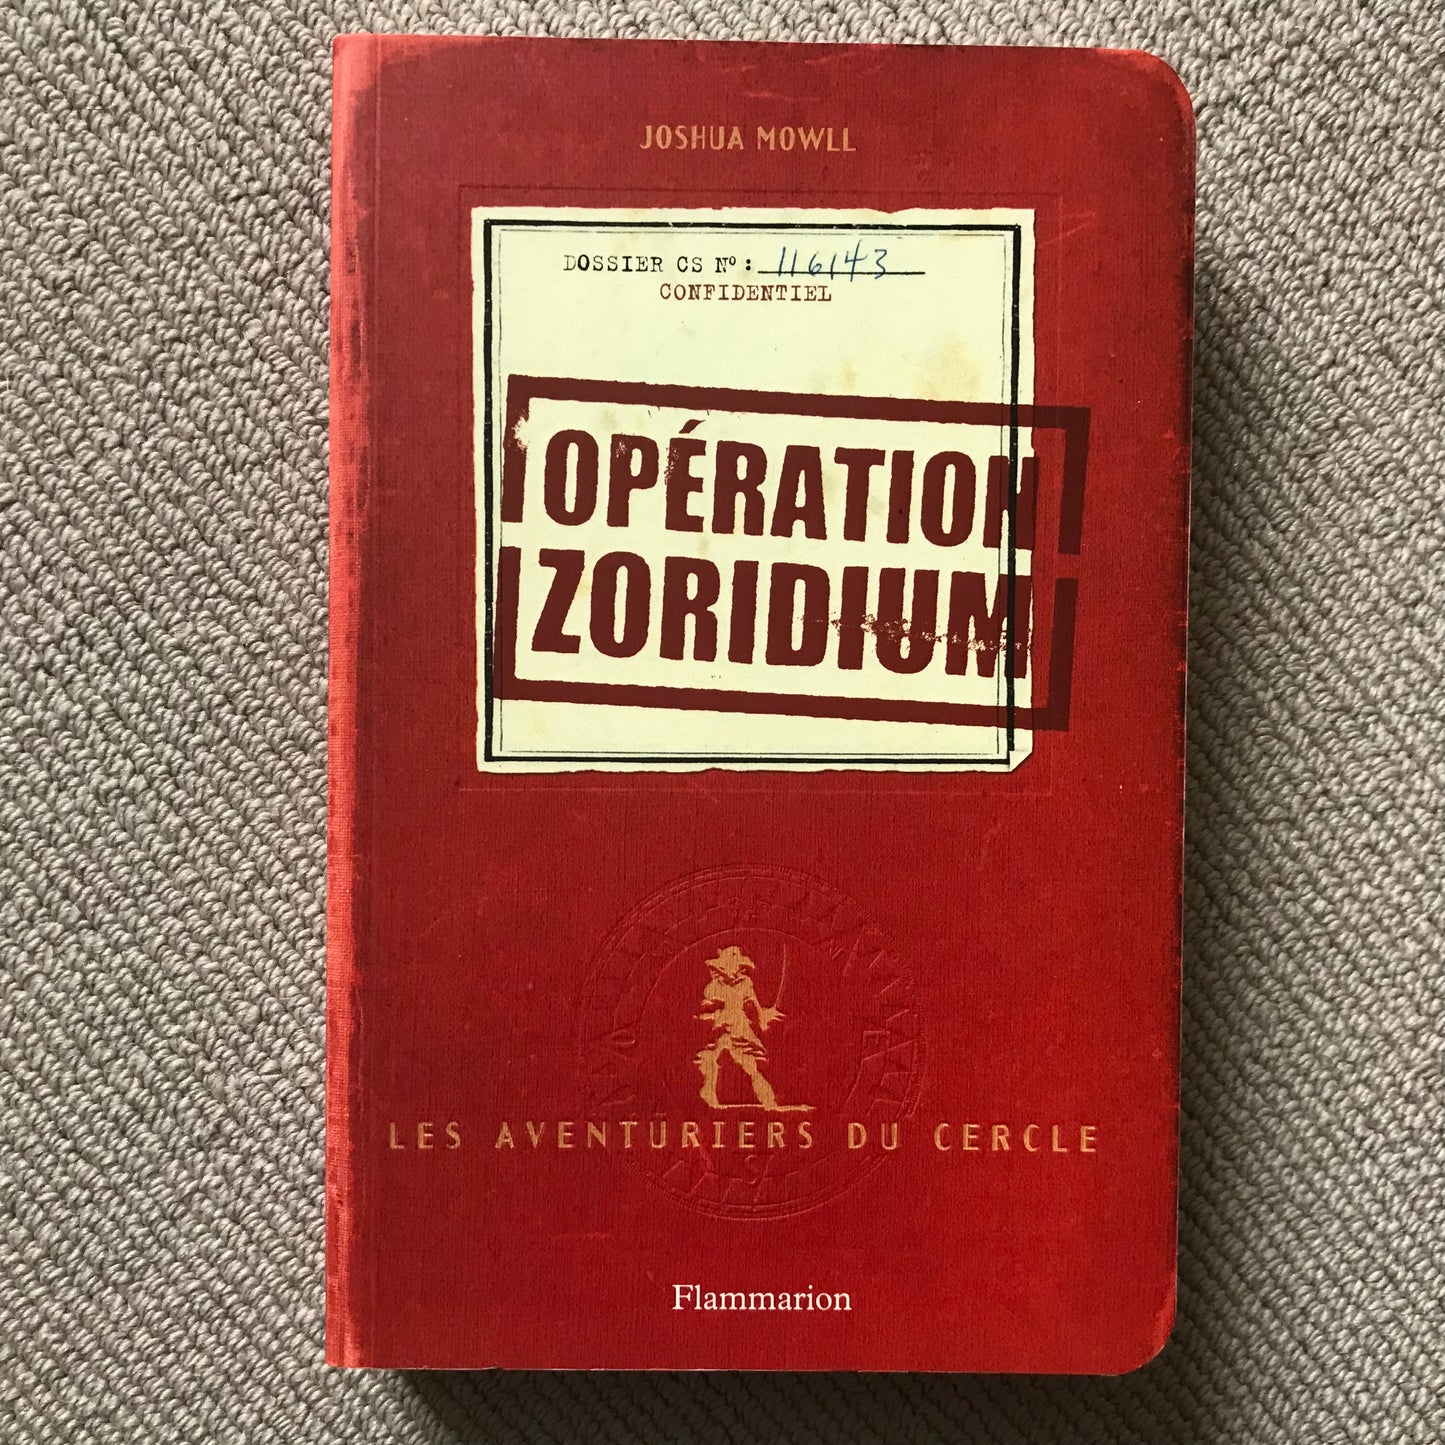 JOSHUA MOWLL
DOSSIER CS Nº : 116143
CONFIDENTIEL
OPÉRATION
ZORIDIUM
LES AVENTURIERS DU CERCLE
Flammarion